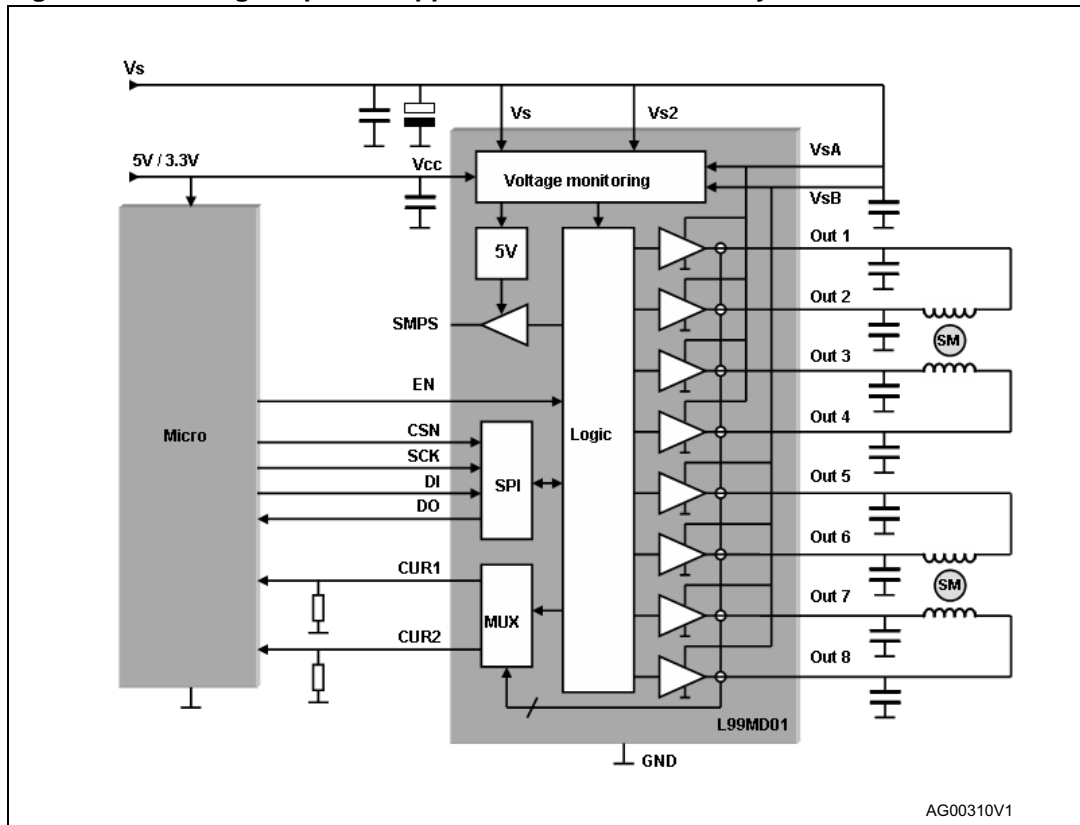 Vs
Vs
Vs2
5V / 3.3V
Vcc
Voltage monitoring
VsA
VsB
5V
Out 1
SMPS
Out 2
SM
Out 3
EN
Out 4
Micro
CSN
Logic
SCK
SPI
DI
DO
Out 5
Out 6
SM
CUR1
MUX
Out 7
CUR2
Out 8
L99MD01
GND
AG00310V1